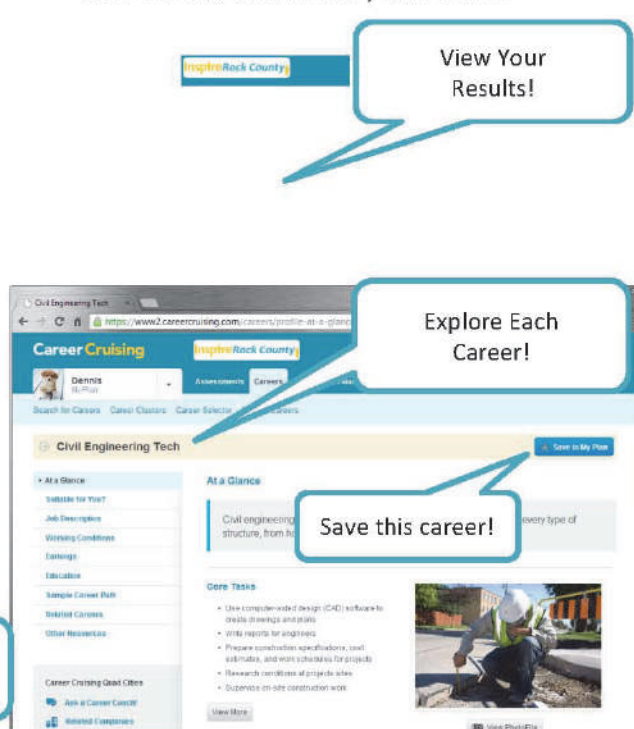 InspireRock County
View Your
Results!
Civil Engineering Tech
https://www2.careercruising.com/careers/profile-at-a-glanc
Explore Each
Career!
CareerCruising
InspireRock County
Dennis
My Plan
Assessments Careers
Search for Careers Career Clusters Career Selector
Civil Engineering Tech
Save to My Plan
At a Glance
At a Glance
Suitable for You?
Job Description
Working Conditions
Earnings
Education
Sample Career Path
Related Careers
Other Resources
Civil engineering
every type of
structure, from
Save this career!
Core Tasks
• Use computer-aided design (CAD) software to
create drawings and plans
• Write reports for engineers
• Prepare construction specifications, cost
estimates, and work schedules for projects
• Research conditions at projects sites
• Supervise on-site construction work
View More
Career Cruising Quad Cities
Ask a Career Coach!
Related Companies
View PhotoFile